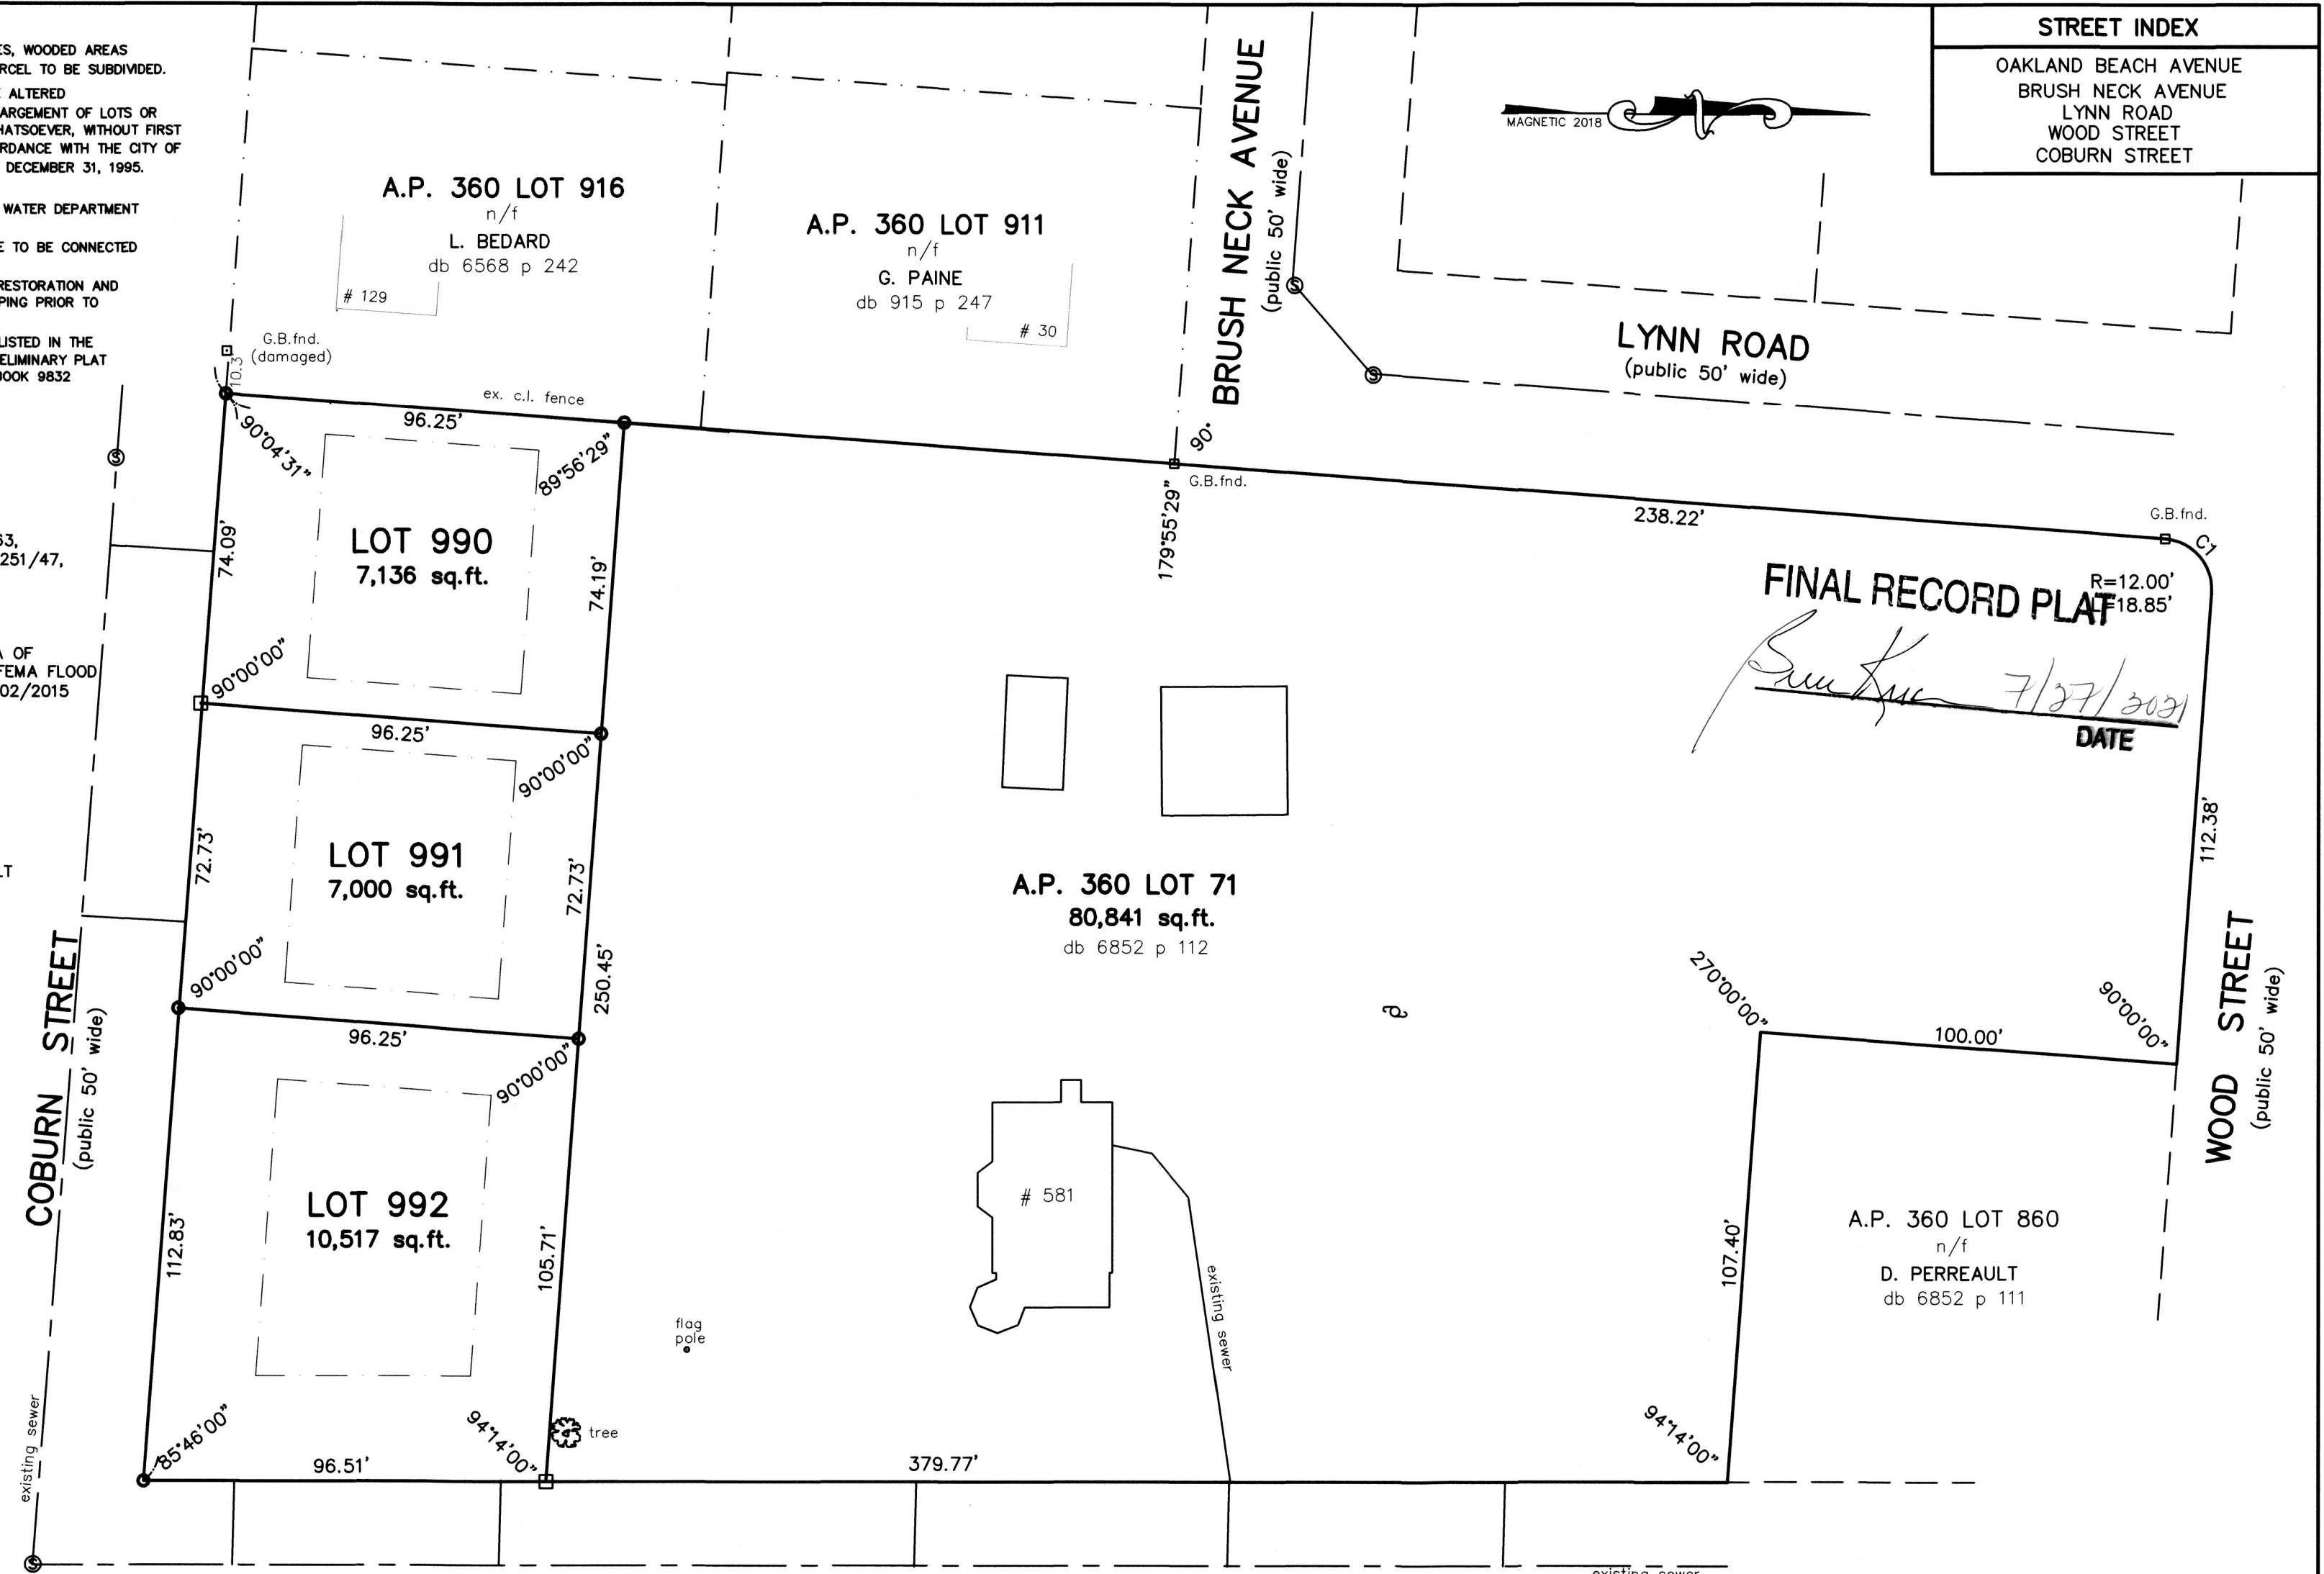 STREET INDEX
OAKLAND BEACH AVENUE
BRUSH NECK AVENUE
LYNN ROAD
WOOD STREET
COBURN STREET
ES, WOODED AREAS
RCEL TO BE SUBDIVIDED.
ALTERED
ARGEMENT OF LOTS OR
HATSOEVER, WITHOUT FIRST
RDANCE WITH THE CITY OF
DECEMBER 31, 1995.
WATER DEPARTMENT
E TO BE CONNECTED
RESTORATION AND
PING PRIOR TO
LISTED IN THE
ELIMINARY PLAT
BOOK 9832
63,
251/47,
A OF
FEMA FLOOD
02/2015
LT
MAGNETIC 2018
A.P. 360 LOT 916
n/f
L. BEDARD
db 6568 p 242
# 129
A.P. 360 LOT 911
n/f
G. PAINE
db 915 p 247
# 30
BRUSH NECK AVENUE
(public 50' wide)
LYNN ROAD
(public 50' wide)
G.B.fnd.
(damaged)
10.3
ex. c.l. fence
96.25'
90°04'31"
89°56'29"
90°
G.B.fnd.
179°55'29"
238.22'
G.B.fnd.
C1
R=12.00'
L=18.85'
FINAL RECORD PLAT
7/27/2021
DATE
74.09'
LOT 990
7,136 sq.ft.
74.19'
90°00'00"
96.25'
90°00'00"
72.73'
LOT 991
7,000 sq.ft.
72.73'
250.45'
90°00'00"
96.25'
90°00'00"
A.P. 360 LOT 71
80,841 sq.ft.
db 6852 p 112
112.38'
270°00'00"
100.00'
90°00'00"
WOOD STREET
(public 50' wide)
COBURN STREET
(public 50' wide)
112.83'
LOT 992
10,517 sq.ft.
105.71'
# 581
existing sewer
flag
pole
tree
107.40'
A.P. 360 LOT 860
n/f
D. PERREAULT
db 6852 p 111
existing sewer
85°46'00"
96.51'
94°14'00"
379.77'
94°14'00"
existing sewer